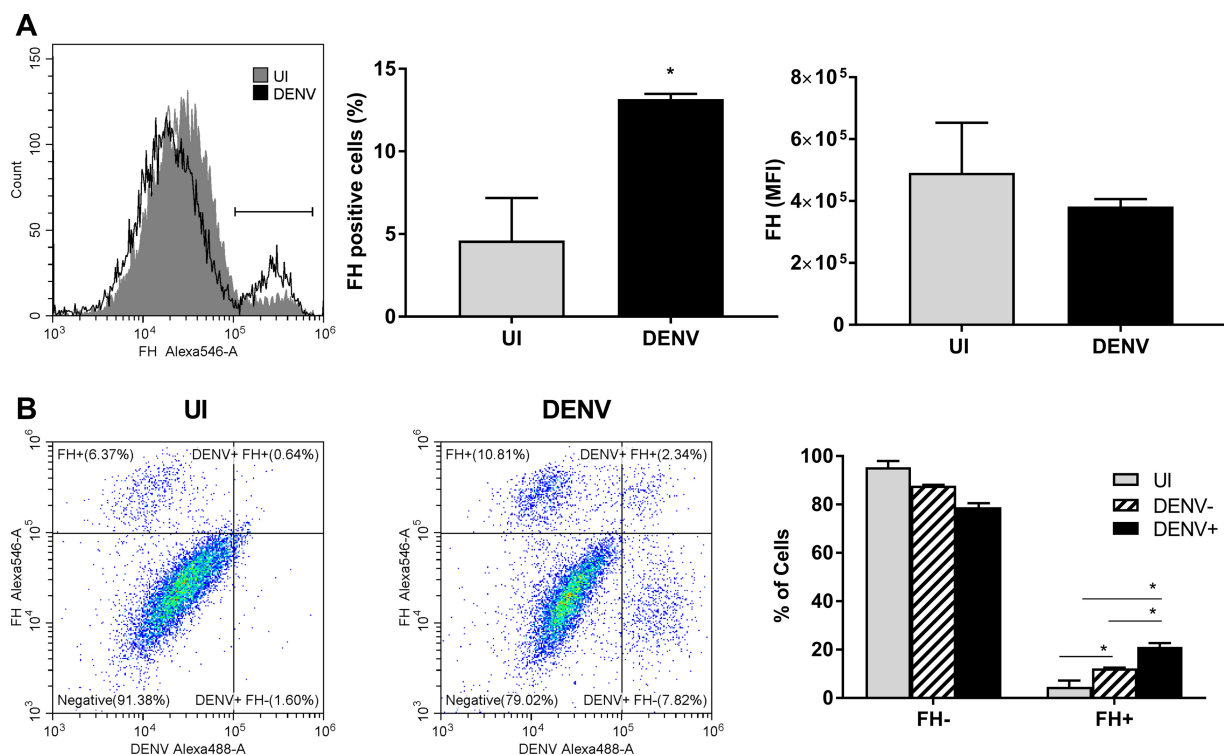 A
150
100
50
0
Count
UI
DENV
10³ 10⁴ 10⁵ 10⁶
FH Alexa546-A
15
10
5
0
FH positive cells (%)
*
UI DENV
8×10⁵
6×10⁵
4×10⁵
2×10⁵
0
FH (MFI)
UI DENV
B
UI
10⁶
10⁵
10⁴
10³
FH Alexa546-A
FH+(6.37%) DENV+ FH+(0.64%)
Negative(91.38%) DENV+ FH-(1.60%)
10³ 10⁴ 10⁵ 10⁶
DENV Alexa488-A
DENV
10⁶
10⁵
10⁴
10³
FH Alexa546-A
FH+(10.81%) DENV+ FH+(2.34%)
Negative(79.02%) DENV+ FH-(7.82%)
10³ 10⁴ 10⁵ 10⁶
DENV Alexa488-A
100
80
60
40
20
0
% of Cells
UI
DENV-
DENV+
*
*
*
FH- FH+